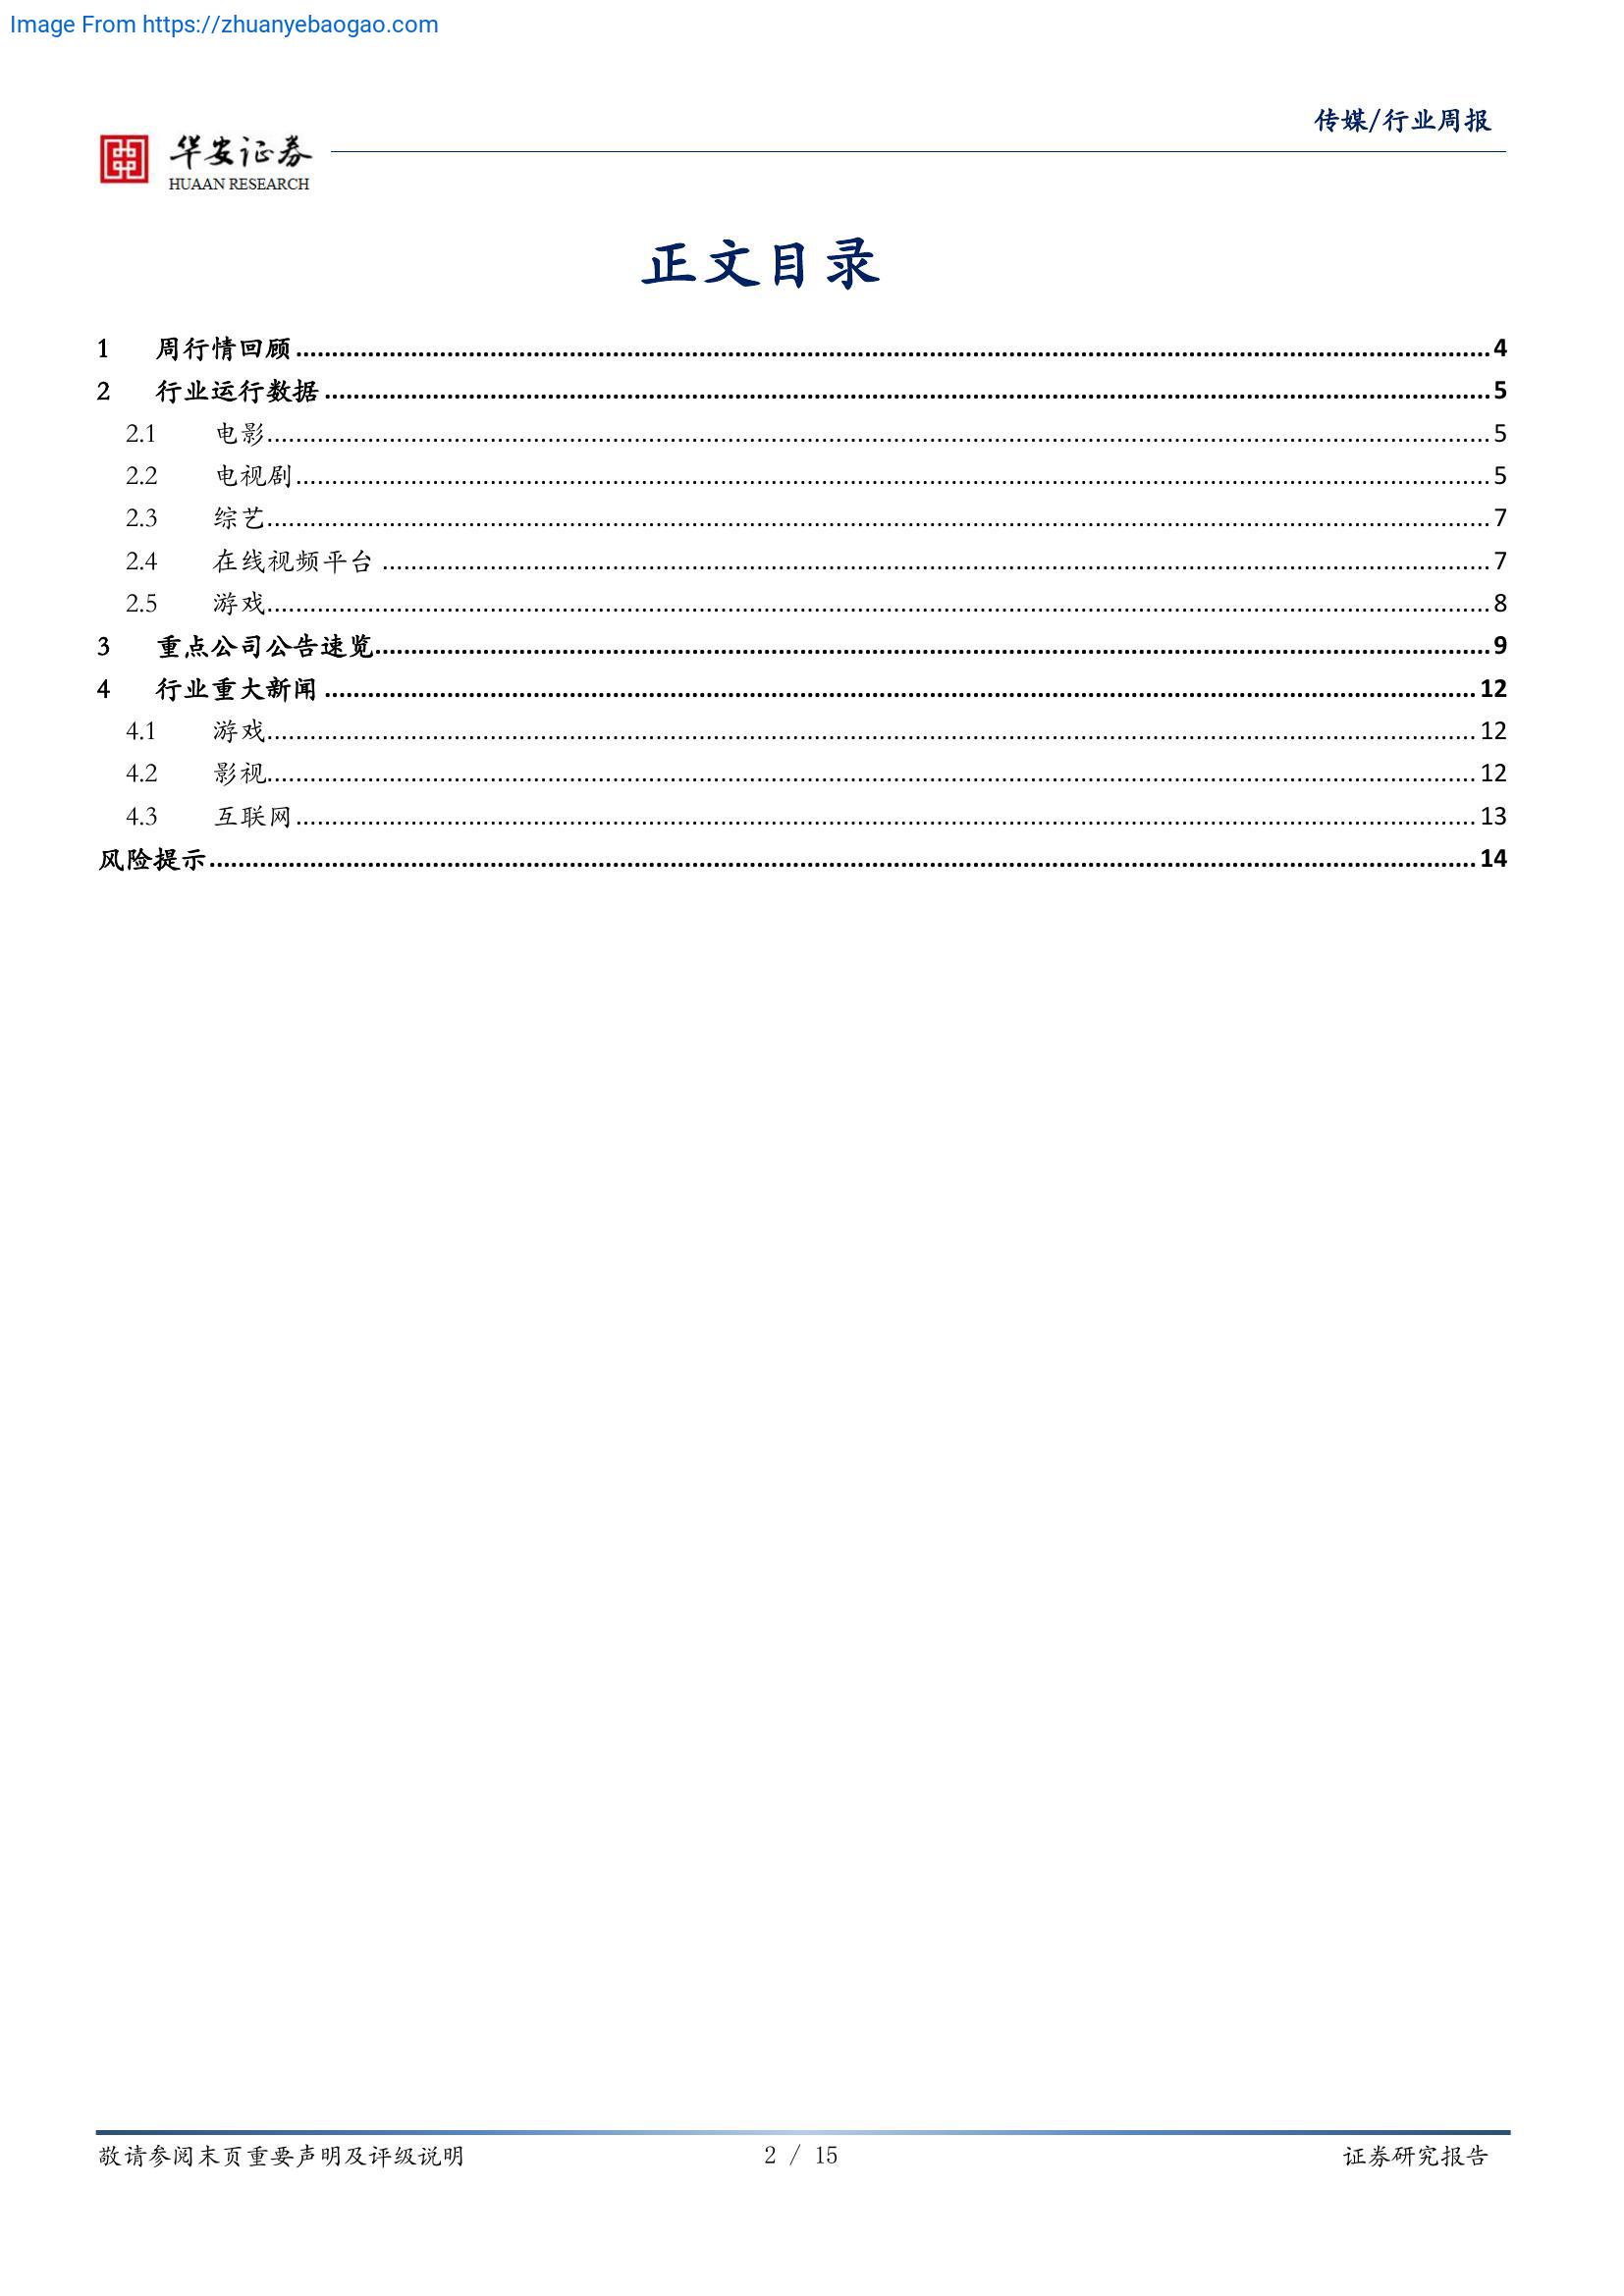 Image From https://zhuanyebaogao.com
传媒/行业周报
华安证券
HUAAN RESEARCH
正文目录
1 周行情回顾 4
2 行业运行数据 5
2.1 电影 5
2.2 电视剧 5
2.3 综艺 7
2.4 在线视频平台 7
2.5 游戏 8
3 重点公司公告速览 9
4 行业重大新闻 12
4.1 游戏 12
4.2 影视 12
4.3 互联网 13
风险提示 14
敬请参阅末页重要声明及评级说明 2 / 15 证券研究报告